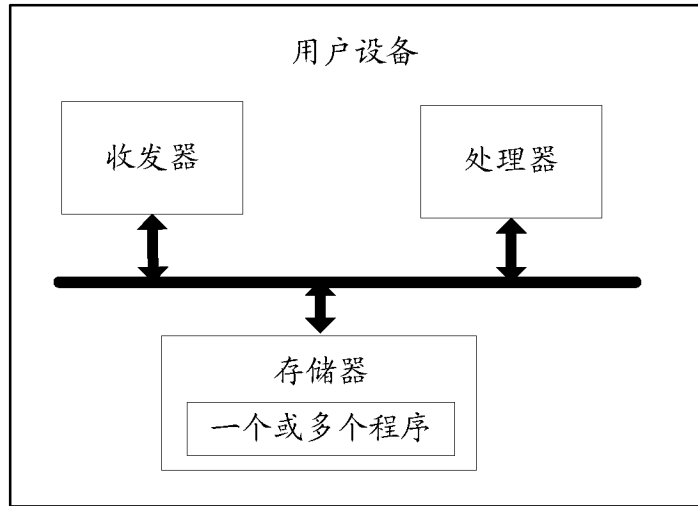 用户设备
收发器
处理器
存储器
一个或多个程序